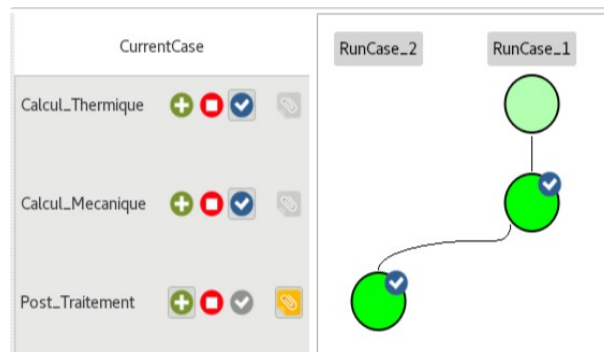 CurrentCase
RunCase_2
RunCase_1
Calcul_Thermique
Calcul_Mecanique
Post_Traitement